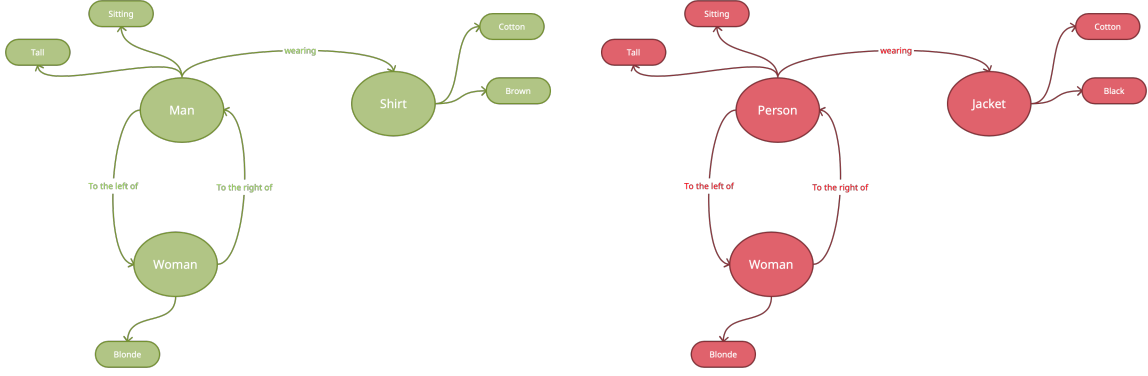 Sitting
Tall
wearing
Cotton
Brown
Man
Shirt
To the left of
To the right of
Woman
Blonde
Sitting
Tall
wearing
Cotton
Black
Person
Jacket
To the left of
To the right of
Woman
Blonde